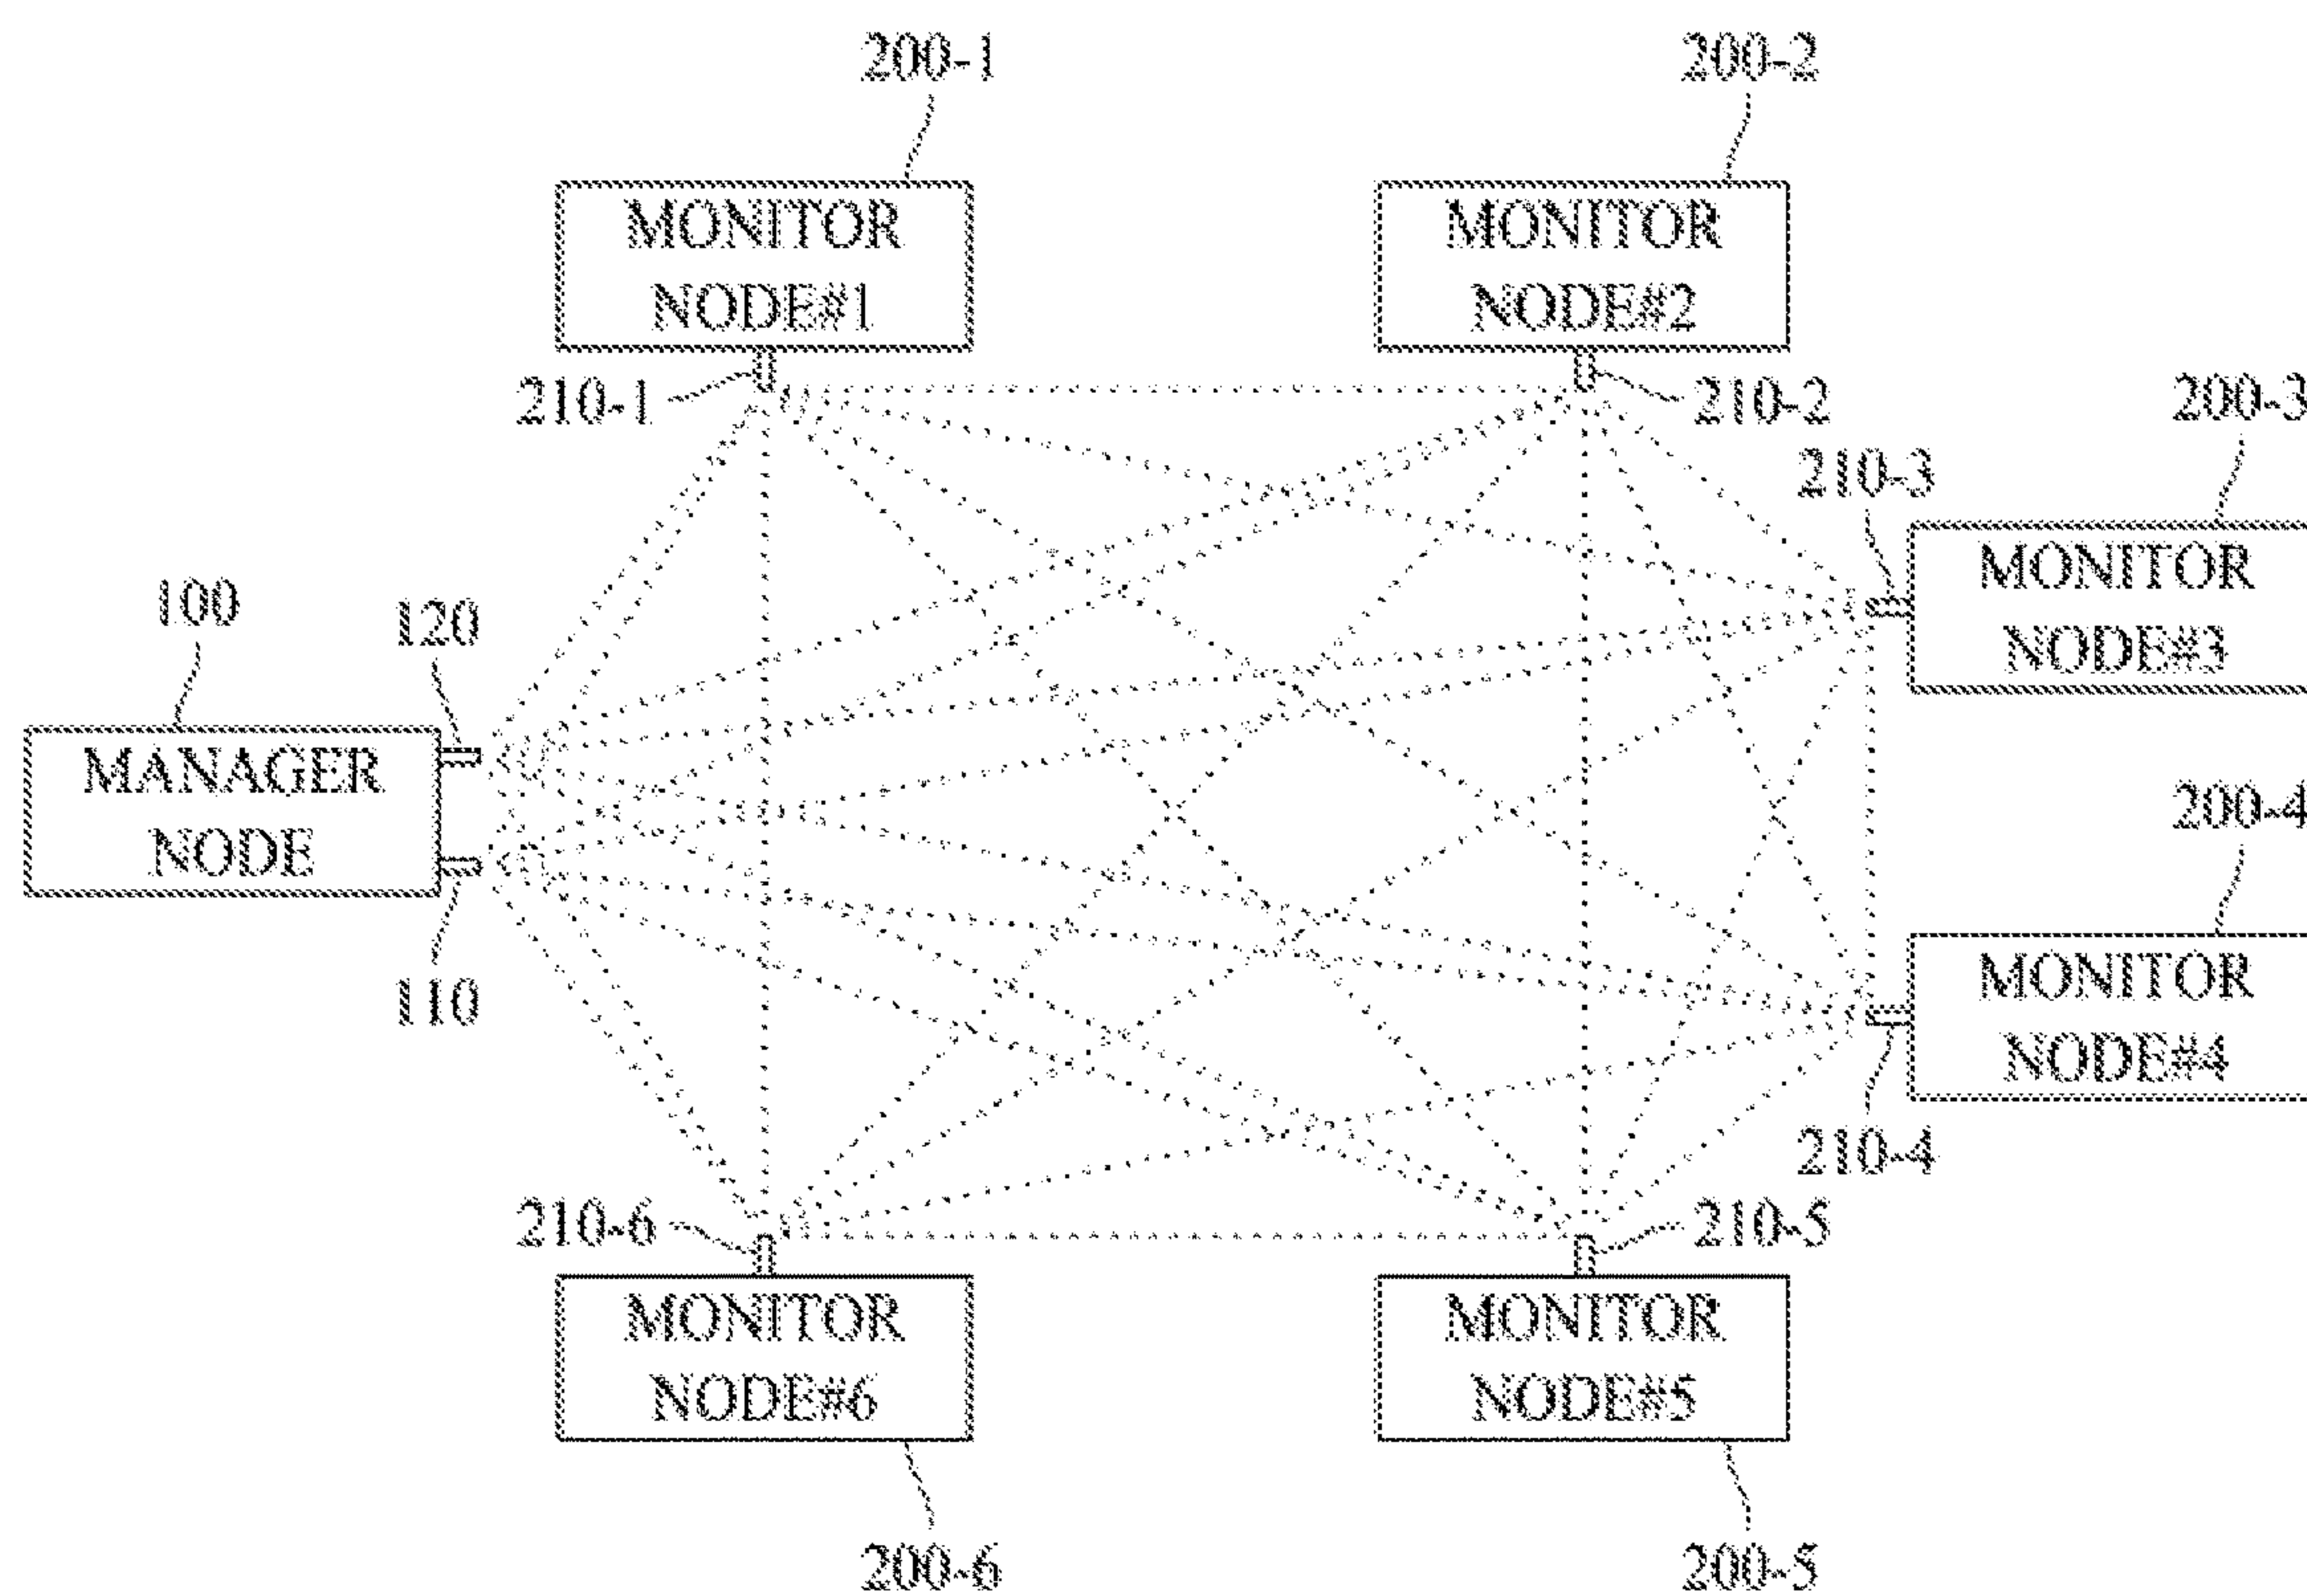 200-1
200-2
MONITOR
NODE#1
MONITOR
NODE#2
210-1
210-2
200-3
210-3
MONITOR
NODE#3
100
120
MANAGER
NODE
110
200-4
MONITOR
NODE#4
210-4
210-6
210-5
MONITOR
NODE#6
MONITOR
NODE#5
200-6
200-5